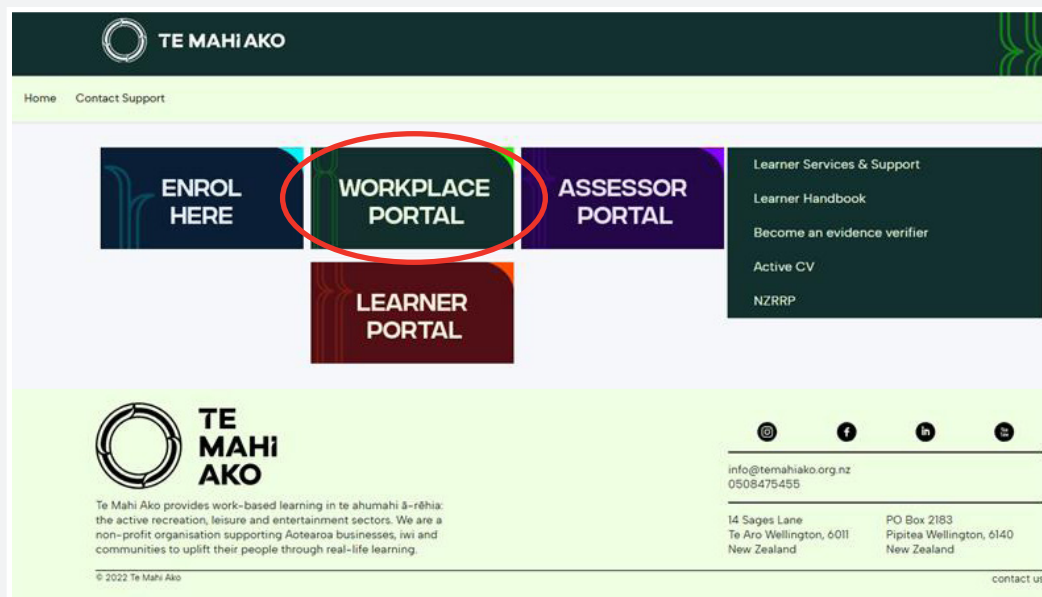 TE MAHi AKO
Home Contact Support
ENROL
HERE
WORKPLACE
PORTAL
ASSESSOR
PORTAL
LEARNER
PORTAL
Learner Services & Support
Learner Handbook
Become an evidence verifier
Active CV
NZRRP
TE
MAHi
AKO
Te Mahi Ako provides work-based learning in te ahumahi ā-rēhia:
the active recreation, leisure and entertainment sectors. We are a
non-profit organisation supporting Aotearoa businesses, iwi and
communities to uplift their people through real-life learning.
info@temahiako.org.nz
0508475455
14 Sages Lane
Te Aro Wellington, 6011
New Zealand
PO Box 2183
Pipitea Wellington, 6140
New Zealand
© 2022 Te Mahi Ako
contact us